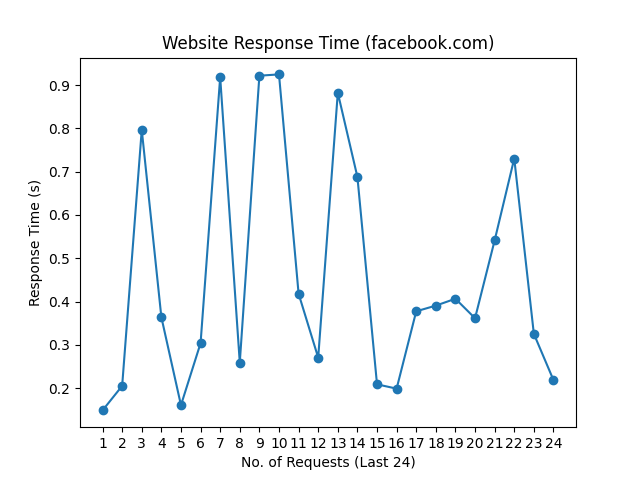 Website Response Time (facebook.com)
0.9
0.8
0.7
0.6
0.5
0.4
0.3
0.2
Response Time (s)
1 2 3 4 5 6 7 8 9 10 11 12 13 14 15 16 17 18 19 20 21 22 23 24
No. of Requests (Last 24)